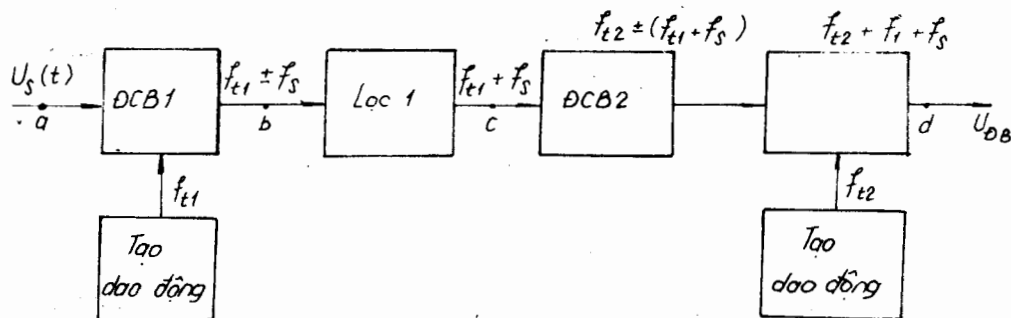 U_S(t)
a
ĐCB1
f_t1 ± f_S
b
Lọc 1
f_t1 + f_S
c
ĐCB2
f_t2 ± (f_t1 + f_S)
f_t2 + f_1 + f_S
d
U_ĐB
f_t1
f_t2
Tạo
dao động
Tạo
dao động